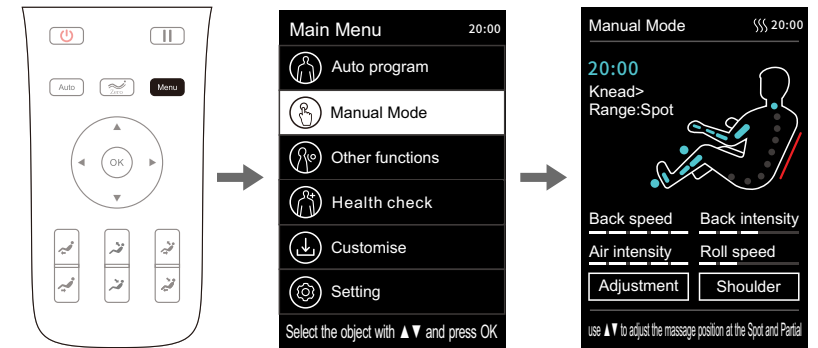 Auto
Zero
Menu
OK
Main Menu 20:00
Auto program
Manual Mode
Other functions
Health check
Customise
Setting
Select the object with ▲▼ and press OK
Manual Mode 20:00
20:00
Knead>
Range:Spot
Back speed Back intensity
Air intensity Roll speed
Adjustment Shoulder
use ▲▼ to adjust the massage position at the Spot and Partial